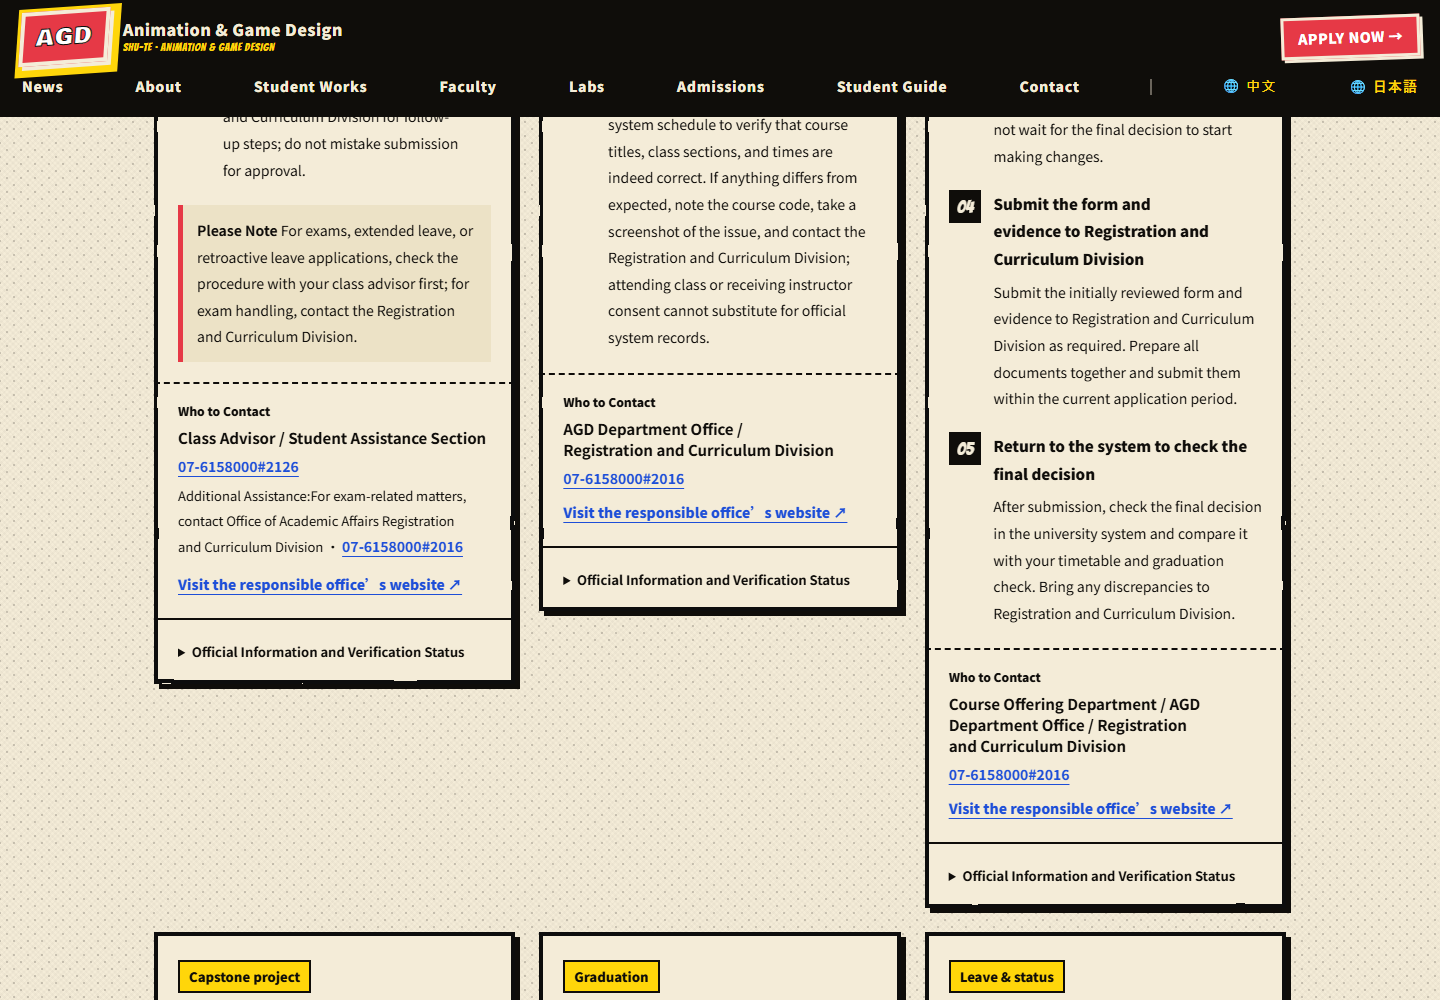 AGD
Animation & Game Design
SHU-TE · ANIMATION & GAME DESIGN
APPLY NOW →
News
About
Student Works
Faculty
Labs
Admissions
Student Guide
Contact
中文
日本語
and Curriculum Division for follow-
up steps; do not mistake submission
for approval.
Please Note For exams, extended leave, or
retroactive leave applications, check the
procedure with your class advisor first; for
exam handling, contact the Registration
and Curriculum Division.
Who to Contact
Class Advisor / Student Assistance Section
07-6158000#2126
Additional Assistance:For exam-related matters,
contact Office of Academic Affairs Registration
and Curriculum Division ・ 07-6158000#2016
Visit the responsible office’s website ↗
▶ Official Information and Verification Status
system schedule to verify that course
titles, class sections, and times are
indeed correct. If anything differs from
expected, note the course code, take a
screenshot of the issue, and contact the
Registration and Curriculum Division;
attending class or receiving instructor
consent cannot substitute for official
system records.
Who to Contact
AGD Department Office /
Registration and Curriculum Division
07-6158000#2016
Visit the responsible office’s website ↗
▶ Official Information and Verification Status
not wait for the final decision to start
making changes.
04
Submit the form and
evidence to Registration and
Curriculum Division
Submit the initially reviewed form and
evidence to Registration and Curriculum
Division as required. Prepare all
documents together and submit them
within the current application period.
05
Return to the system to check the
final decision
After submission, check the final decision
in the university system and compare it
with your timetable and graduation
check. Bring any discrepancies to
Registration and Curriculum Division.
Who to Contact
Course Offering Department / AGD
Department Office / Registration
and Curriculum Division
07-6158000#2016
Visit the responsible office’s website ↗
▶ Official Information and Verification Status
Capstone project
Graduation
Leave & status